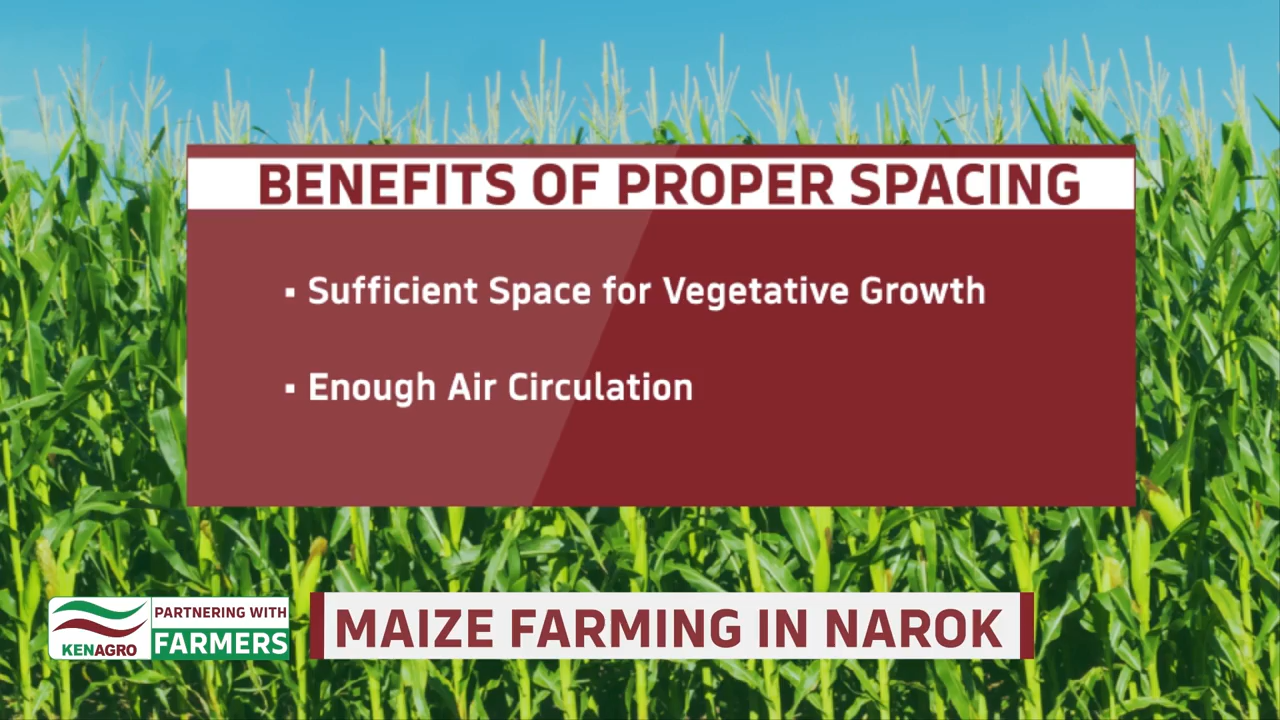 BENEFITS OF PROPER SPACING
▪ Sufficient Space for Vegetative Growth
▪ Enough Air Circulation
KENAGRO
PARTNERING WITH
FARMERS
MAIZE FARMING IN NAROK